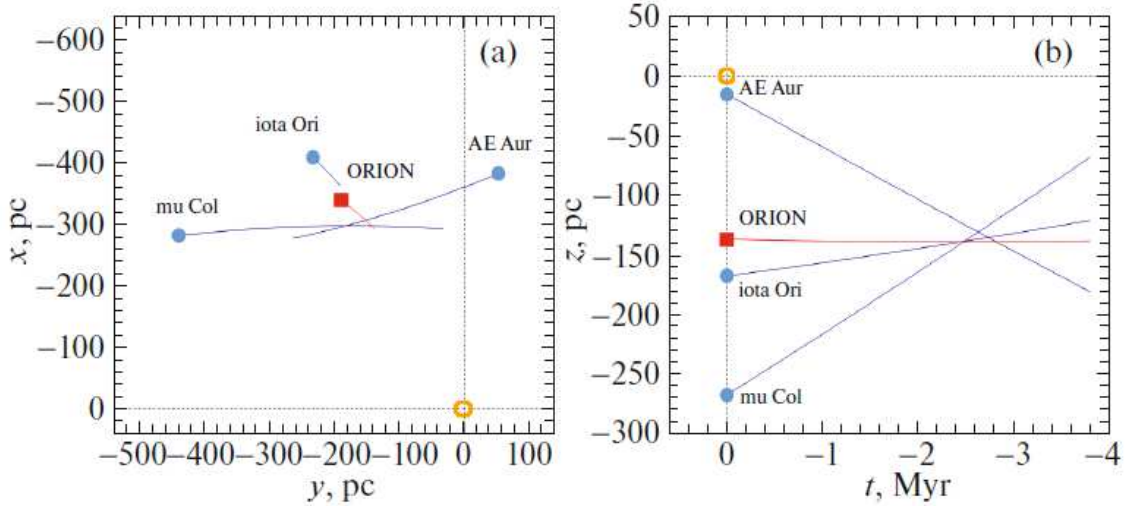 (a)
x, pc
−600
−500
−400
−300
−200
−100
0
iota Ori
AE Aur
ORION
mu Col
−500 −400 −300 −200 −100 0 100
y, pc
(b)
z, pc
50
0
−50
−100
−150
−200
−250
−300
AE Aur
ORION
iota Ori
mu Col
0 −1 −2 −3 −4
t, Myr